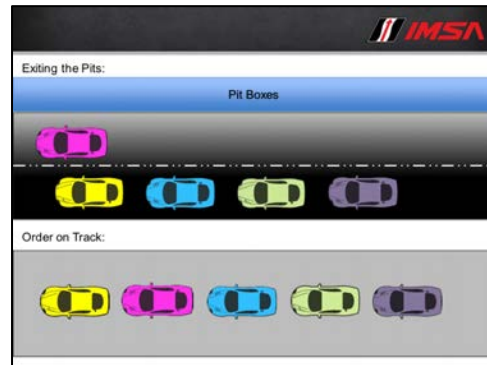 IMSA
Exiting the Pits:
Pit Boxes
Order on Track: